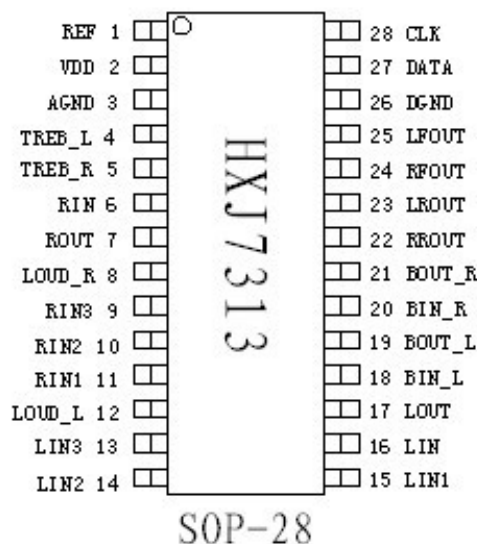 REF 1 28 CLK
VDD 2 27 DATA
AGND 3 26 DGND
TREB_L 4 25 LFOUT
TREB_R 5 24 RFOUT
RIN 6 23 LROUT
ROUT 7 22 RROUT
LOUD_R 8 21 BOUT_R
RIN3 9 20 BIN_R
RIN2 10 19 BOUT_L
RIN1 11 18 BIN_L
LOUD_L 12 17 LOUT
LIN3 13 16 LIN
LIN2 14 15 LIN1
HXJ7313
SOP-28